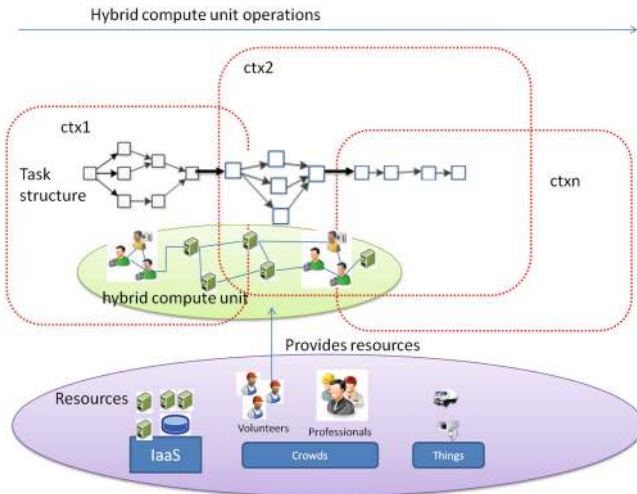 Hybrid compute unit operations
ctx2
ctx1
Task
structure
ctxn
hybrid compute unit
Provides resources
Resources
Volunteers
Professionals
IaaS
Crowds
Things